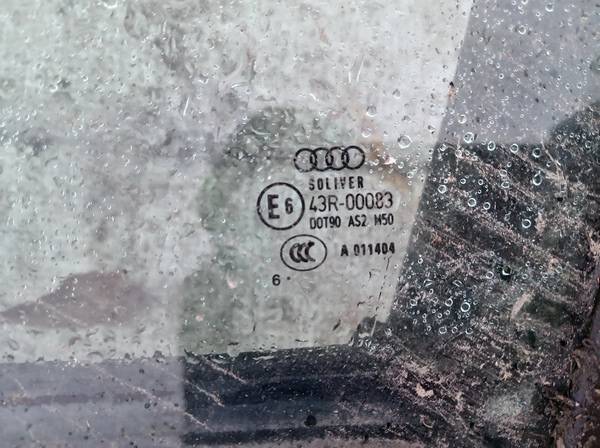 SOLIVER
E6 43R-00083
DOT90 AS2 M50
CCC A 011404
6